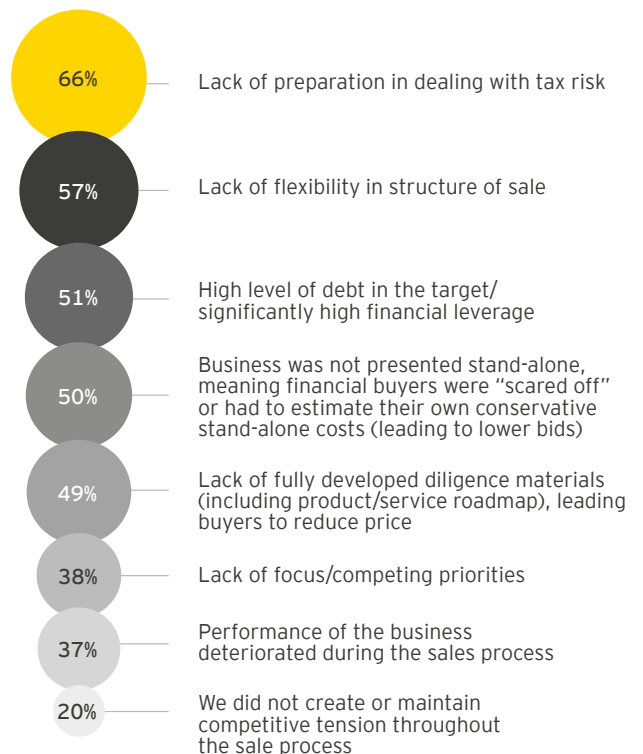 66%
Lack of preparation in dealing with tax risk
57%
Lack of flexibility in structure of sale
51%
High level of debt in the target/
significantly high financial leverage
50%
Business was not presented stand-alone,
meaning financial buyers were “scared off”
or had to estimate their own conservative
stand-alone costs (leading to lower bids)
49%
Lack of fully developed diligence materials
(including product/service roadmap), leading
buyers to reduce price
38%
Lack of focus/competing priorities
37%
Performance of the business
deteriorated during the sales process
20%
We did not create or maintain
competitive tension throughout
the sale process